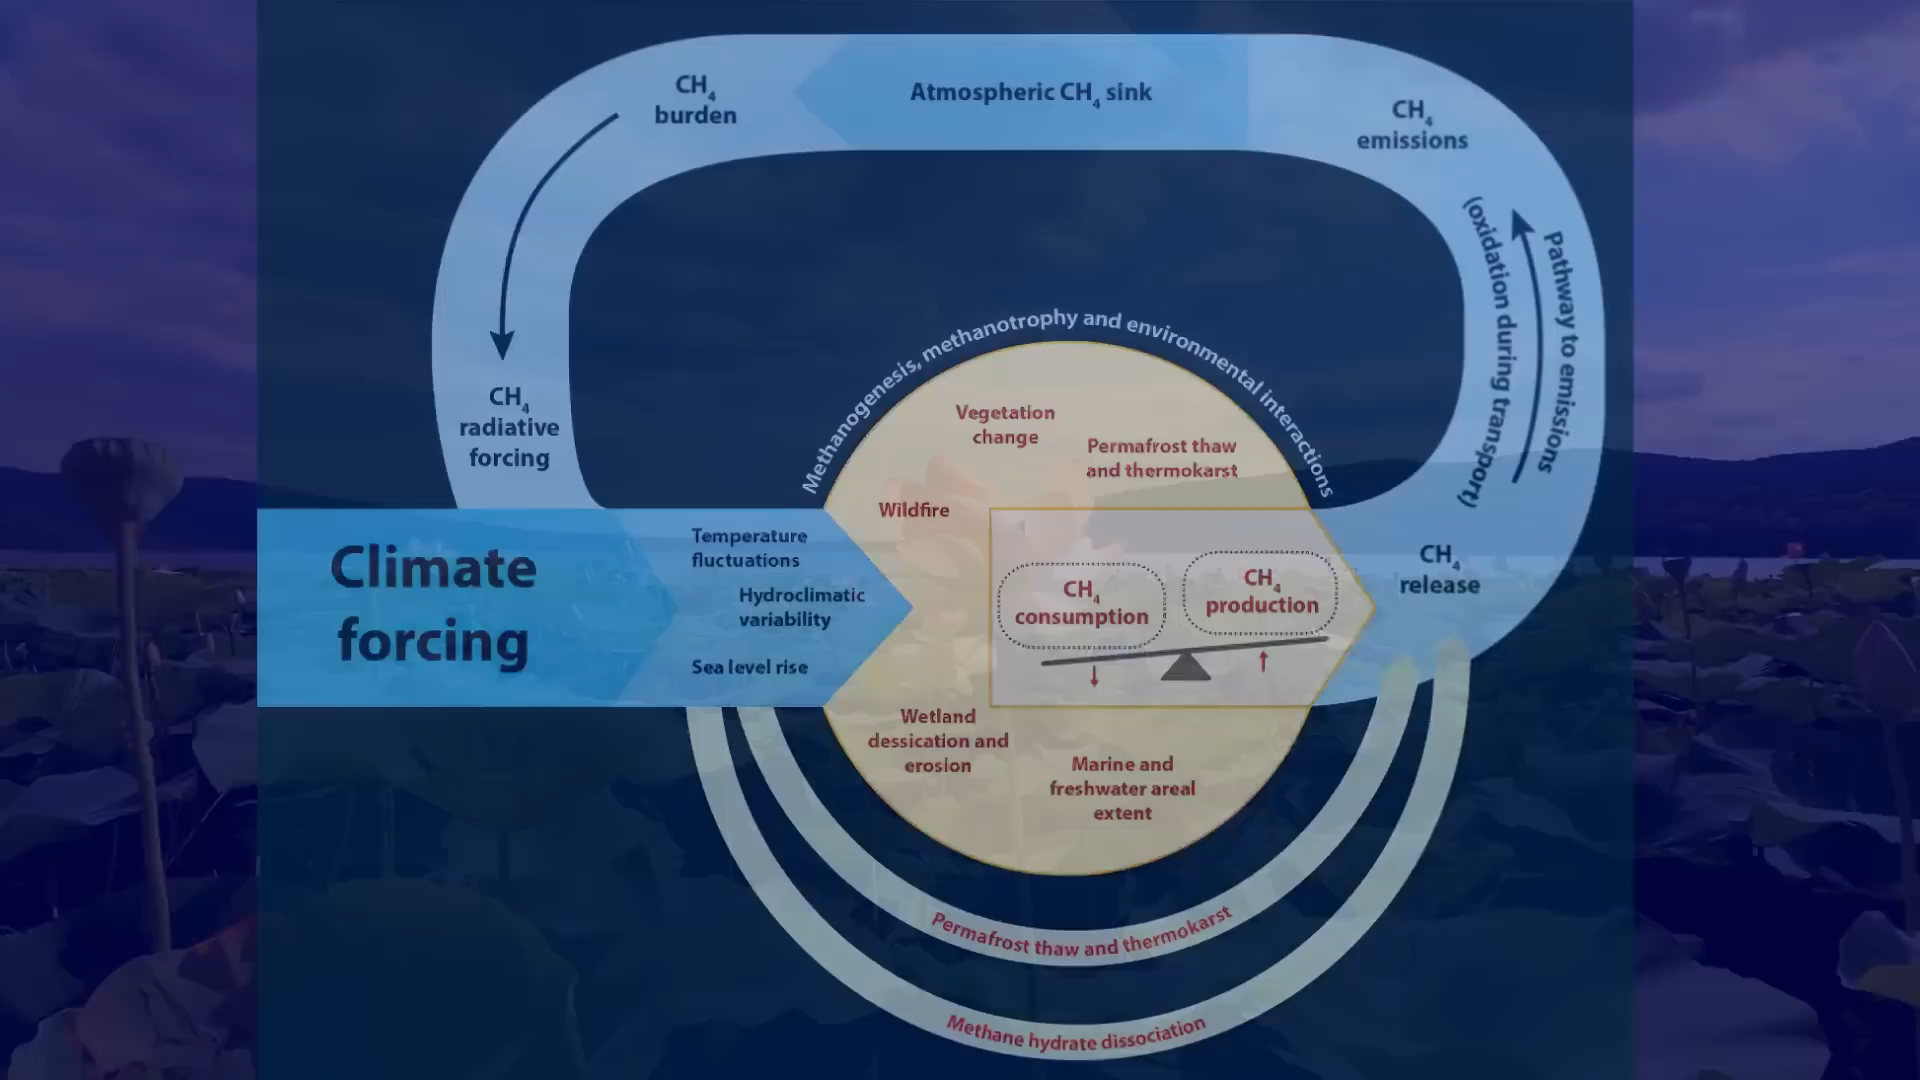 CH₄
burden
Atmospheric CH₄ sink
CH₄
emissions
Pathway to emissions
(oxidation during transport)
CH₄
radiative
forcing
Methanogenesis, methanotrophy and environmental interactions
Vegetation
change
Permafrost thaw
and thermokarst
Wildfire
Climate
forcing
Temperature
fluctuations
Hydroclimatic
variability
Sea level rise
CH₄
consumption
CH₄
production
CH₄
release
Wetland
dessication and
erosion
Marine and
freshwater areal
extent
Permafrost thaw and thermokarst
Methane hydrate dissociation